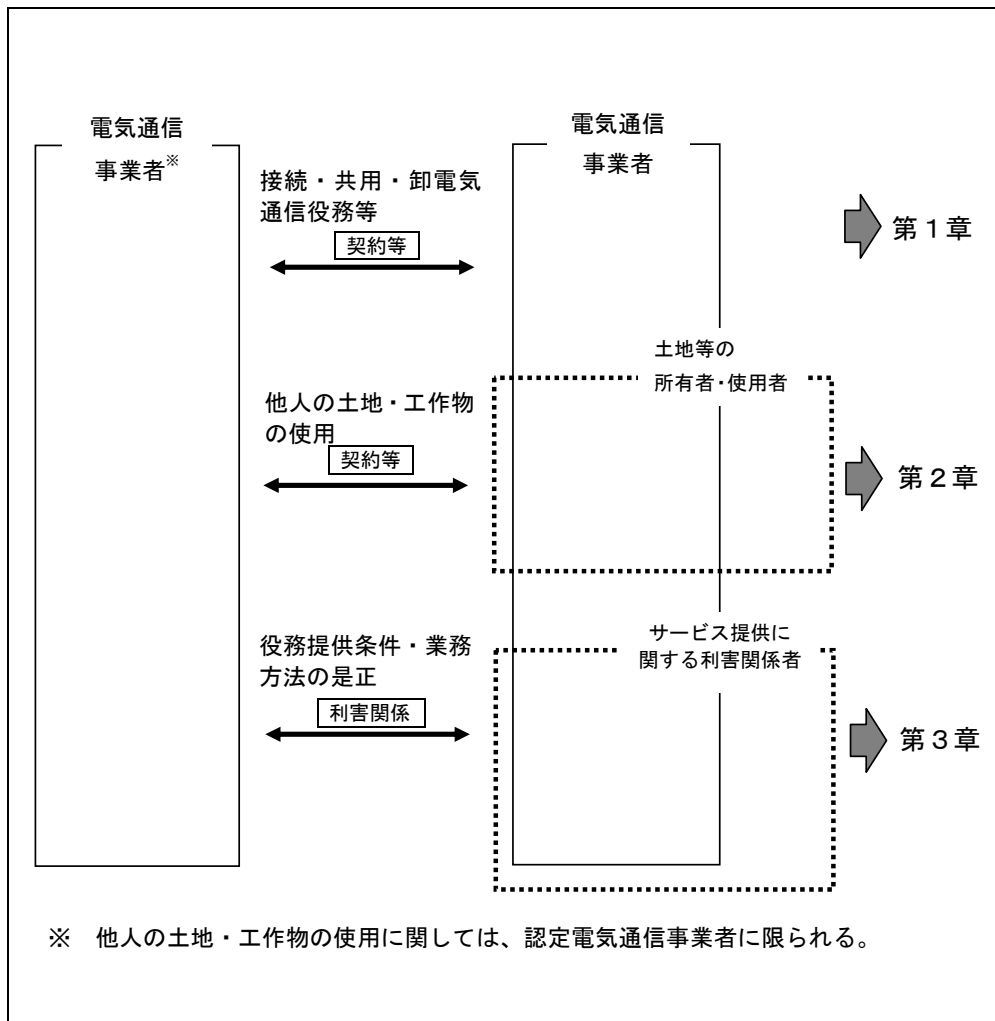 電気通信
事業者※
電気通信
事業者
接続・共用・卸電気
通信役務等
契約等
第1章
土地等の
所有者・使用者
他人の土地・工作物
の使用
契約等
第2章
サービス提供に
関する利害関係者
役務提供条件・業務
方法の是正
利害関係
第3章
※ 他人の土地・工作物の使用に関しては、認定電気通信事業者に限られる。